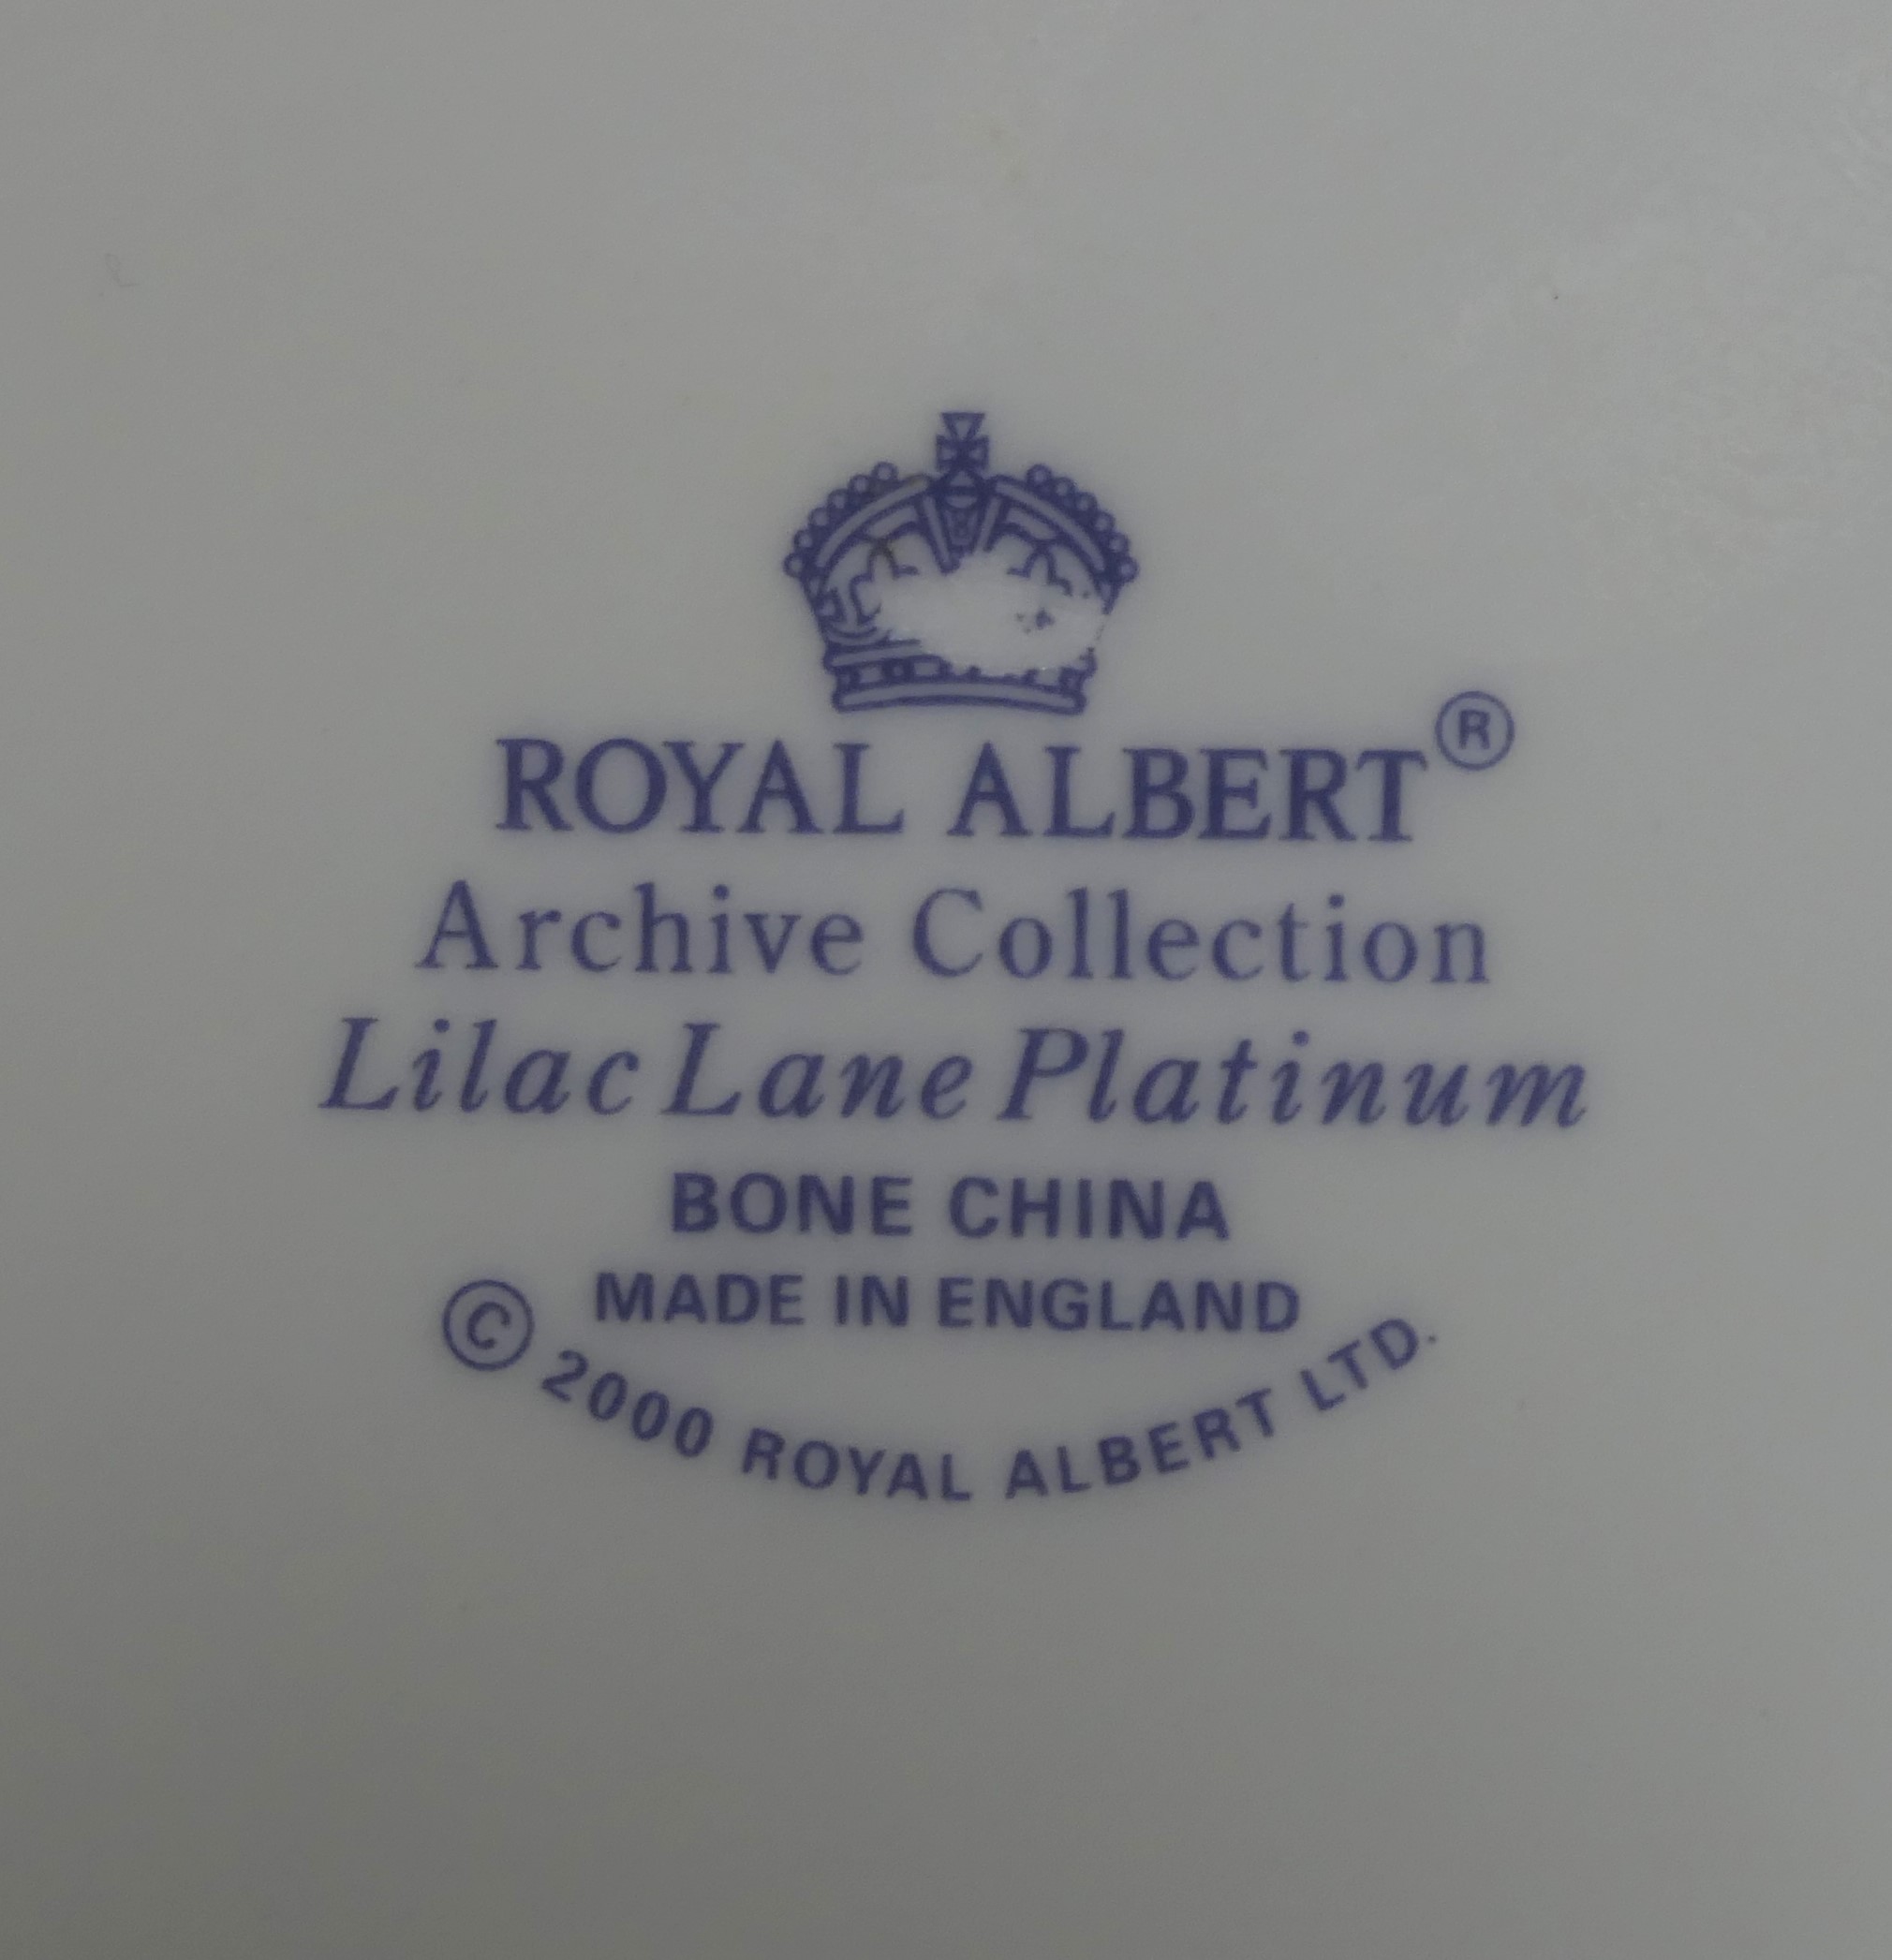 ROYAL ALBERT®
Archive Collection
Lilac Lane Platinum
BONE CHINA
MADE IN ENGLAND
© 2000 ROYAL ALBERT LTD.